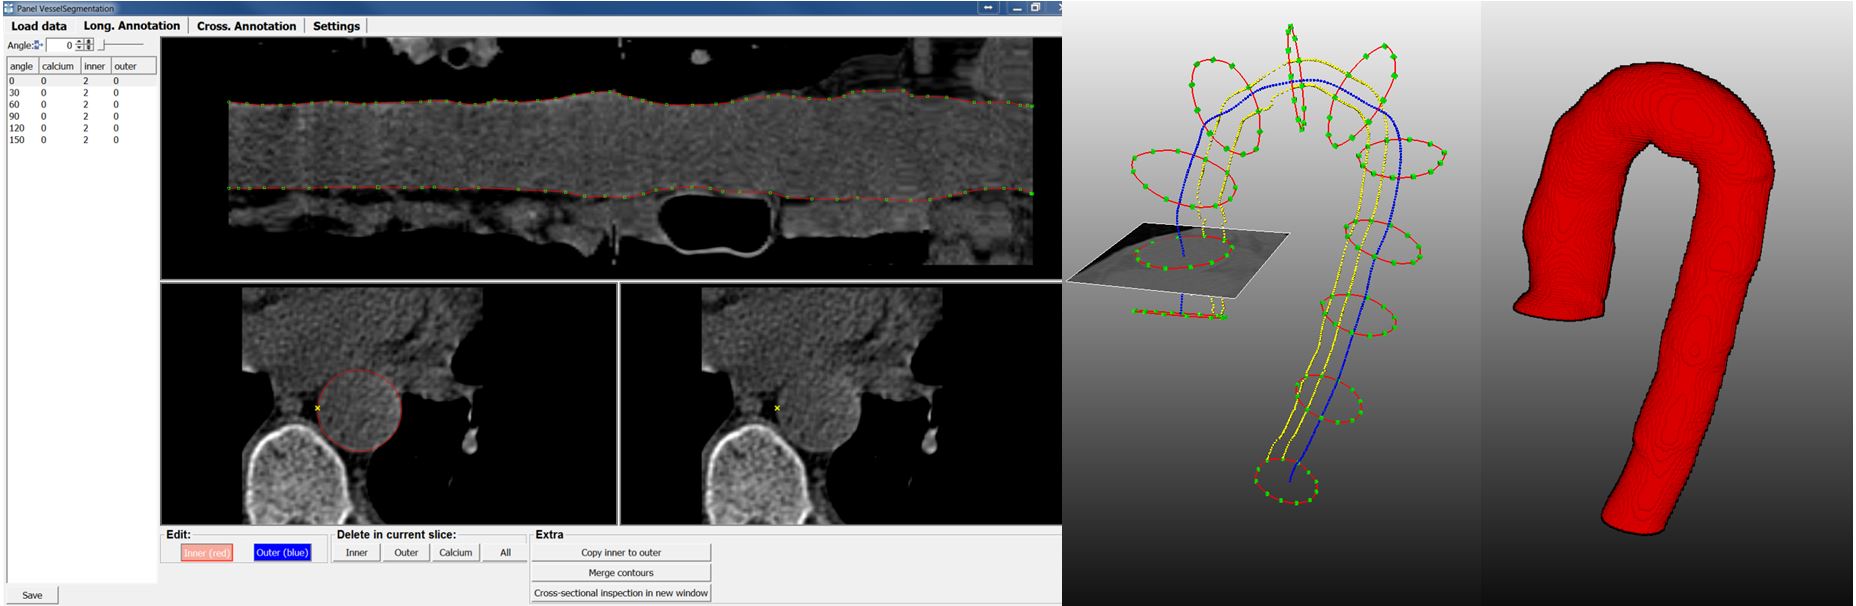 Panel VesselSegmentation
Load data Long. Annotation Cross. Annotation Settings
Angle: 0
angle calcium inner outer
0 0 2 0
30 0 2 0
60 0 2 0
90 0 2 0
120 0 2 0
150 0 2 0
Edit: Delete in current slice: Extra
Inner (red) Outer (blue) Inner Outer Calcium All Copy inner to outer
Merge contours
Save Cross-sectional inspection in new window